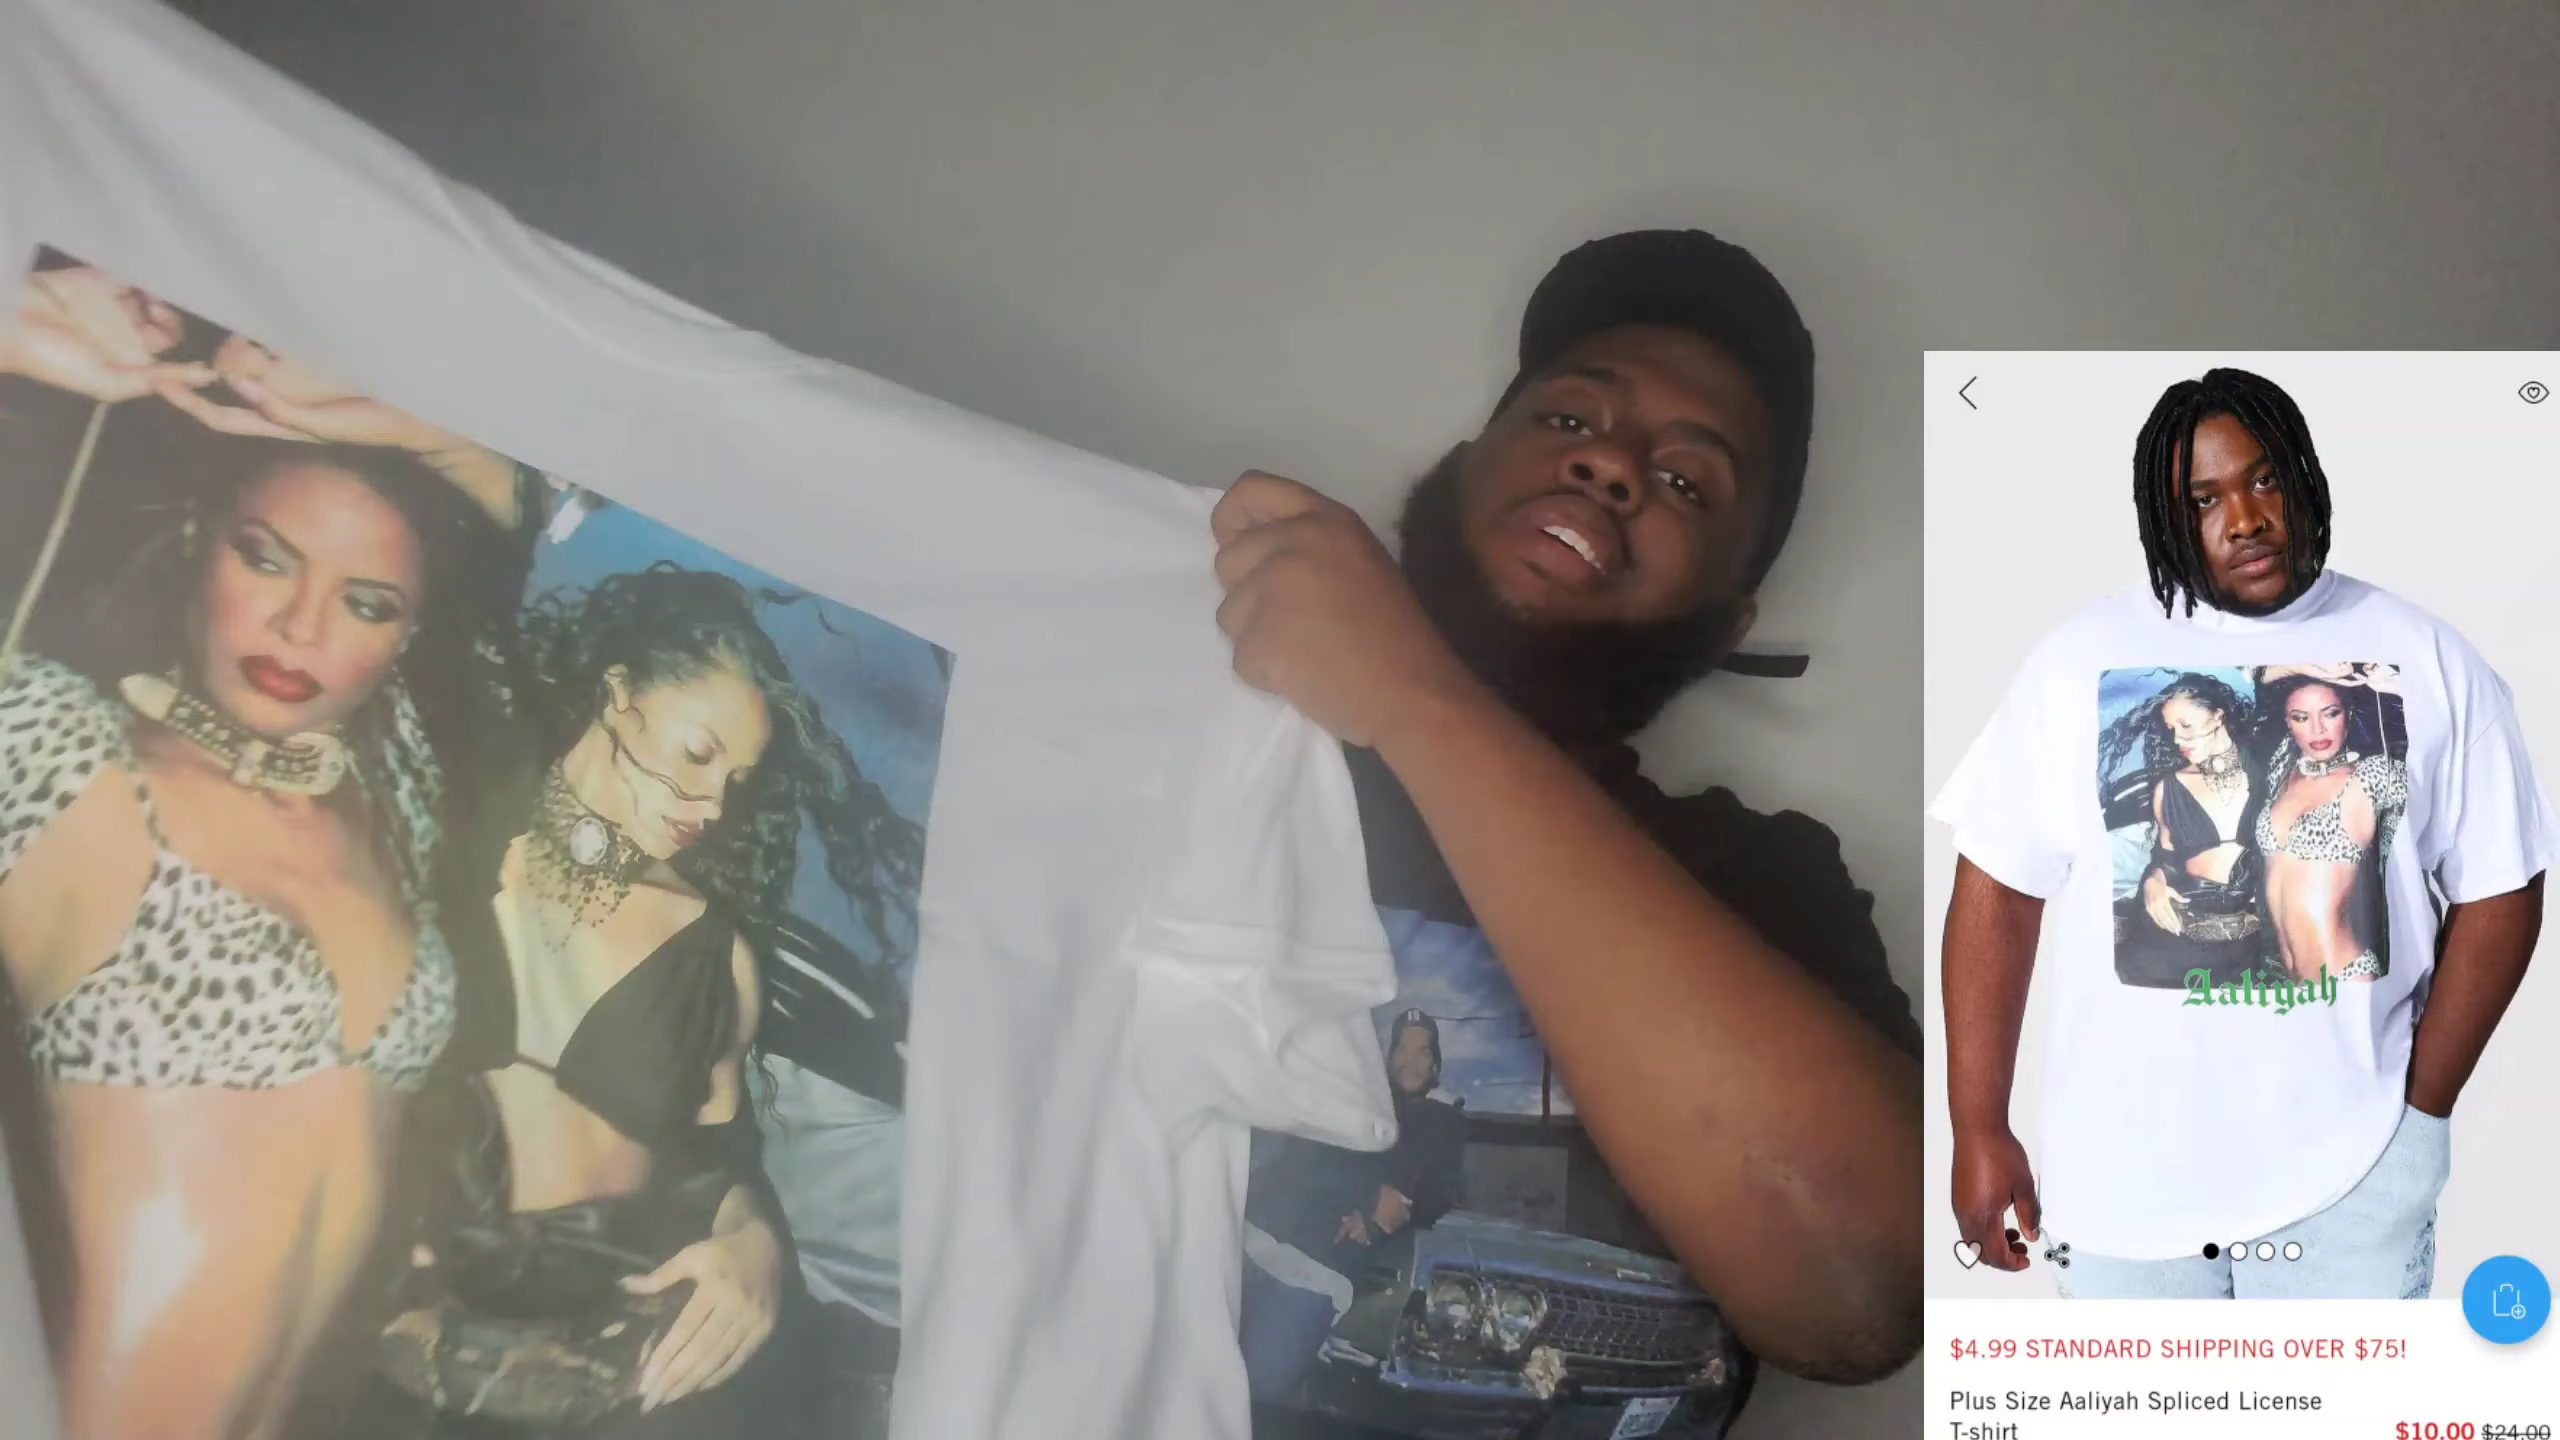 Aaliyah
$4.99 STANDARD SHIPPING OVER $75!
Plus Size Aaliyah Spliced License
T-shirt
$10.00 $24.00